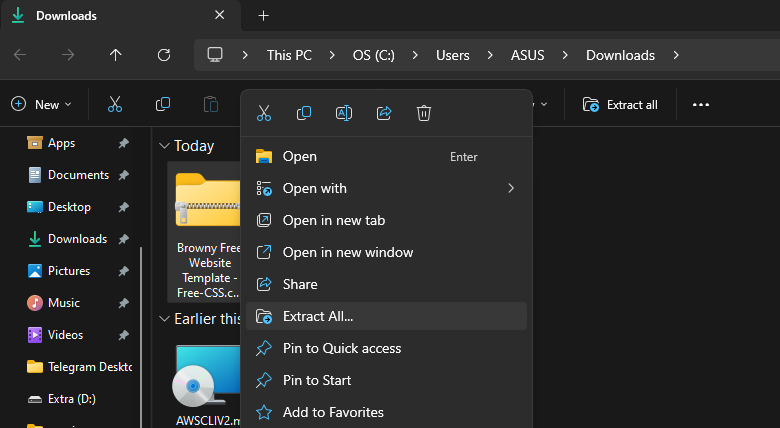 Downloads
This PC
OS (C:)
Users
ASUS
Downloads
New
Extract all
Apps
Documents
Desktop
Downloads
Pictures
Music
Videos
Telegram Deskto
Extra (D:)
Today
Browny Free
Website
Template -
Free-CSS.c...
Earlier this
AWSCLIV2.m
Open
Enter
Open with
Open in new tab
Open in new window
Share
Extract All...
Pin to Quick access
Pin to Start
Add to Favorites